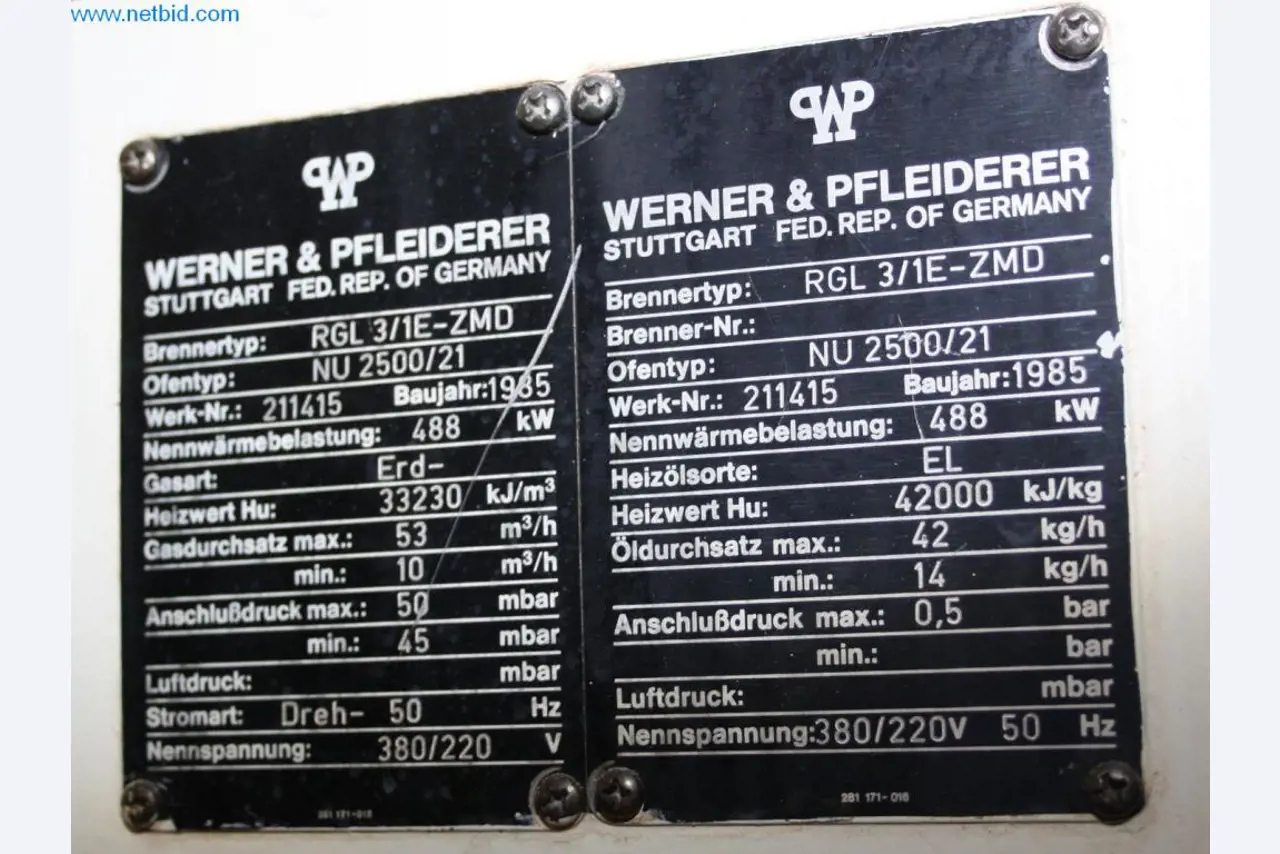 www.netbid.com
WP
WERNER & PFLEIDERER
STUTTGART FED. REP. OF GERMANY
Brennertyp: RGL 3/1E-ZMD
Ofentyp: NU 2500/21
Werk-Nr.: 211415 Baujahr: 1985
Nennwärmebelastung: 488 kW
Gasart: Erd-
Heizwert Hu: 33230 kJ/m³
Gasdurchsatz max.: 53 m³/h
min.: 10 m³/h
Anschlußdruck max.: 50 mbar
min.: 45 mbar
Luftdruck: mbar
Stromart: Dreh- 50 Hz
Nennspannung: 380/220 V
281 171-016
WP
WERNER & PFLEIDERER
STUTTGART FED. REP. OF GERMANY
Brennertyp: RGL 3/1E-ZMD
Brenner-Nr.:
Ofentyp: NU 2500/21
Werk-Nr.: 211415 Baujahr: 1985
Nennwärmebelastung: 488 kW
Heizölsorte: EL
Heizwert Hu: 42000 kJ/kg
Öldurchsatz max.: 42 kg/h
min.: 14 kg/h
Anschlußdruck max.: 0,5 bar
min.: bar
Luftdruck: mbar
Nennspannung: 380/220V 50 Hz
281 171-016